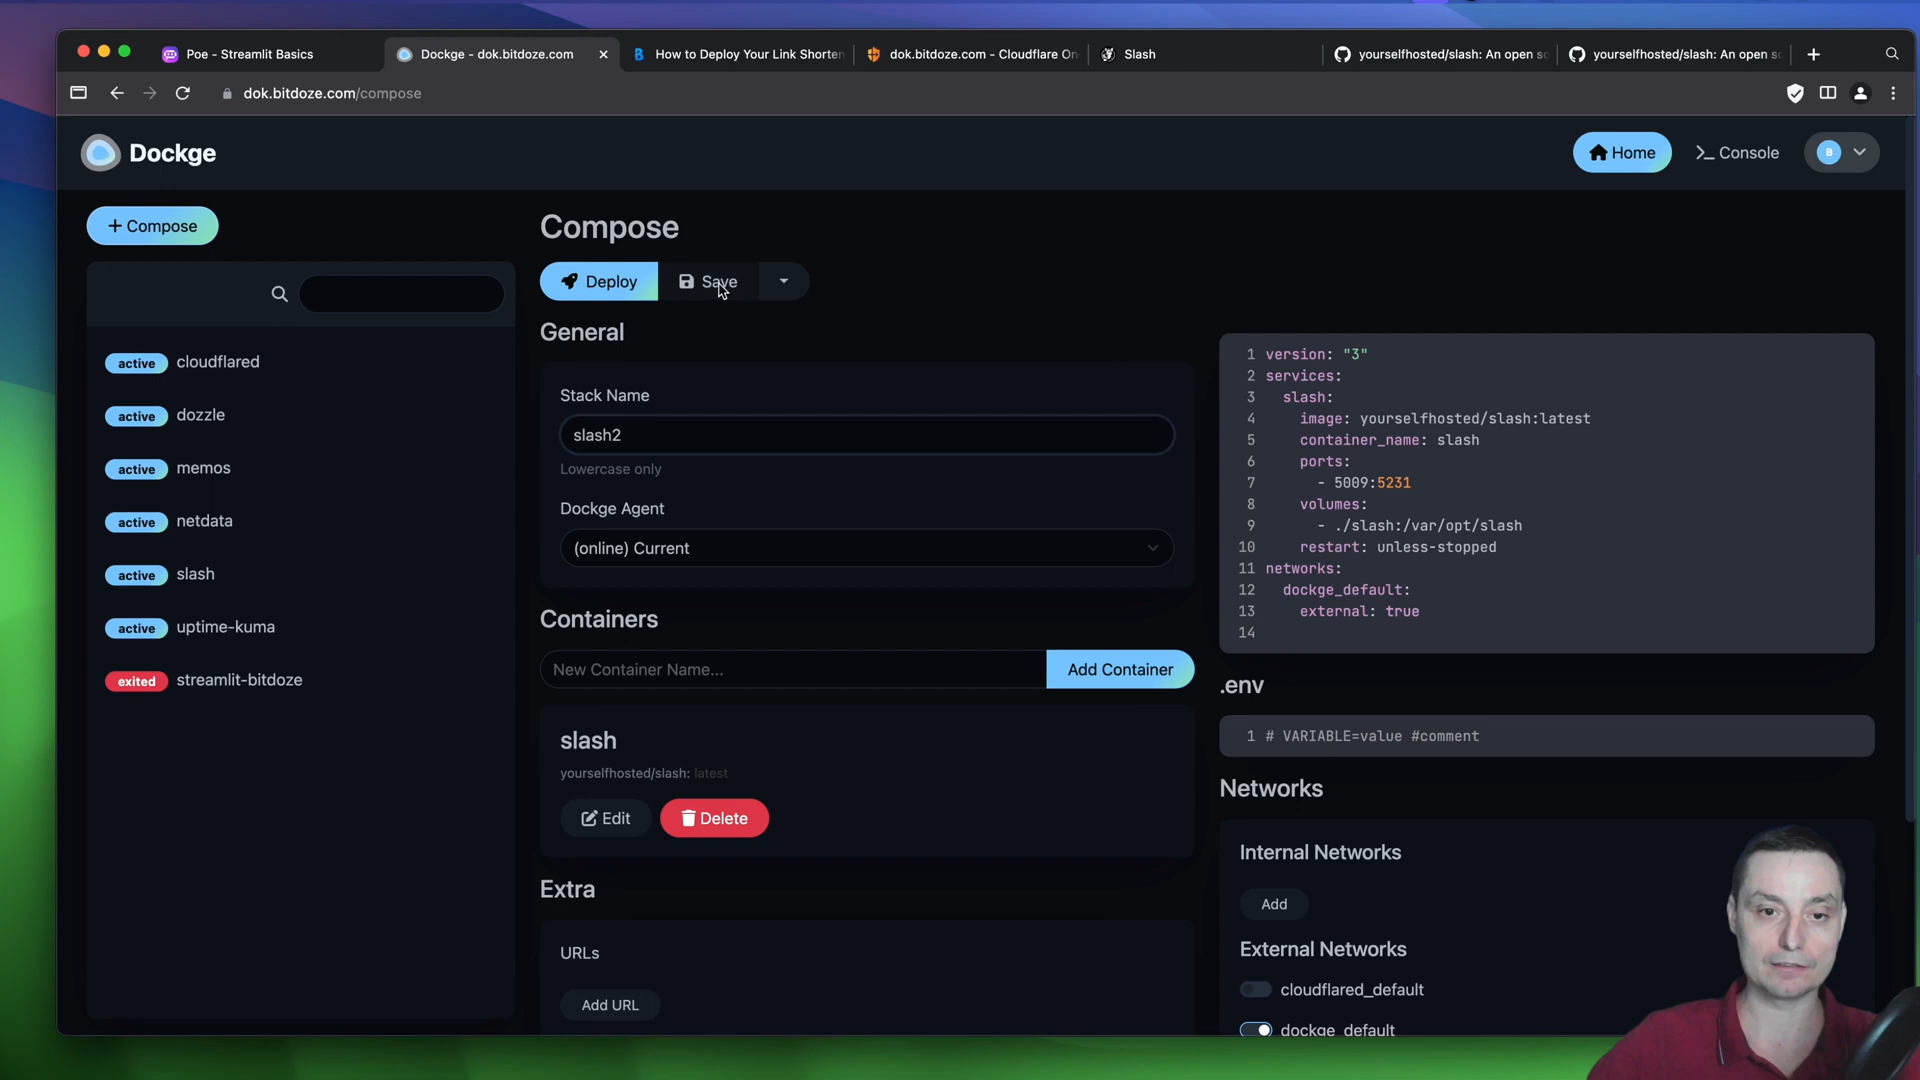 Poe - Streamlit Basics
Dockge - dok.bitdoze.com
How to Deploy Your Link Shorten
dok.bitdoze.com - Cloudflare On
Slash
yourselfhosted/slash: An open so
yourselfhosted/slash: An open so
dok.bitdoze.com/compose
Dockge
Home
Console
B
+ Compose
active cloudflared
active dozzle
active memos
active netdata
active slash
active uptime-kuma
exited streamlit-bitdoze
Compose
Deploy
Save
General
Stack Name
slash2
Lowercase only
Dockge Agent
(online) Current
Containers
New Container Name...
Add Container
slash
yourselfhosted/slash: latest
Edit
Delete
Extra
URLs
Add URL
1 version: "3"
2 services:
3 slash:
4 image: yourselfhosted/slash:latest
5 container_name: slash
6 ports:
7 - 5009:5231
8 volumes:
9 - ./slash:/var/opt/slash
10 restart: unless-stopped
11 networks:
12 dockge_default:
13 external: true
14
.env
1 # VARIABLE=value #comment
Networks
Internal Networks
Add
External Networks
cloudflared_default
dockge_default